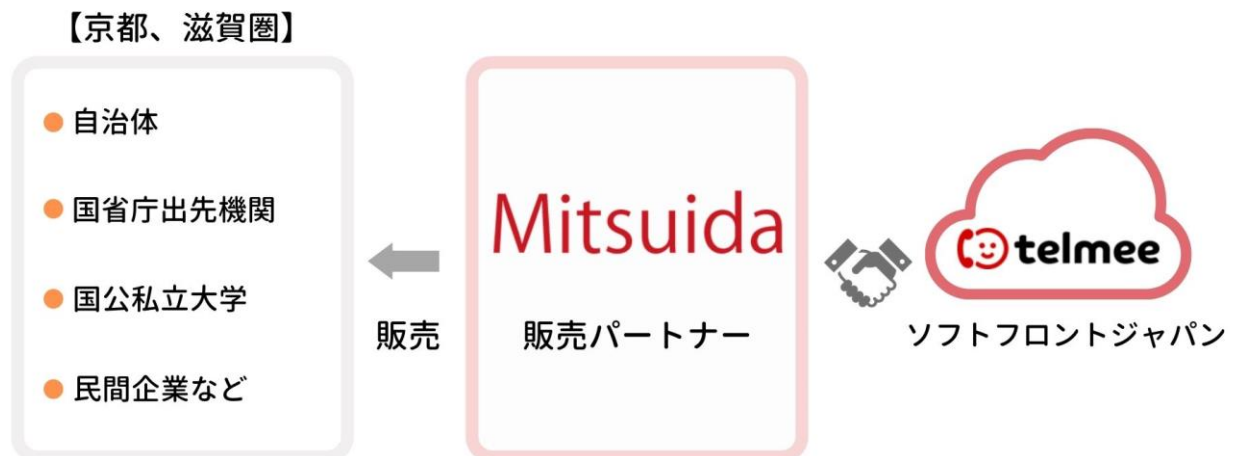 【京都、滋賀圏】
自治体
国省庁出先機関
国公私立大学
民間企業など
販売
Mitsuida
販売パートナー
telmee
ソフトフロントジャパン